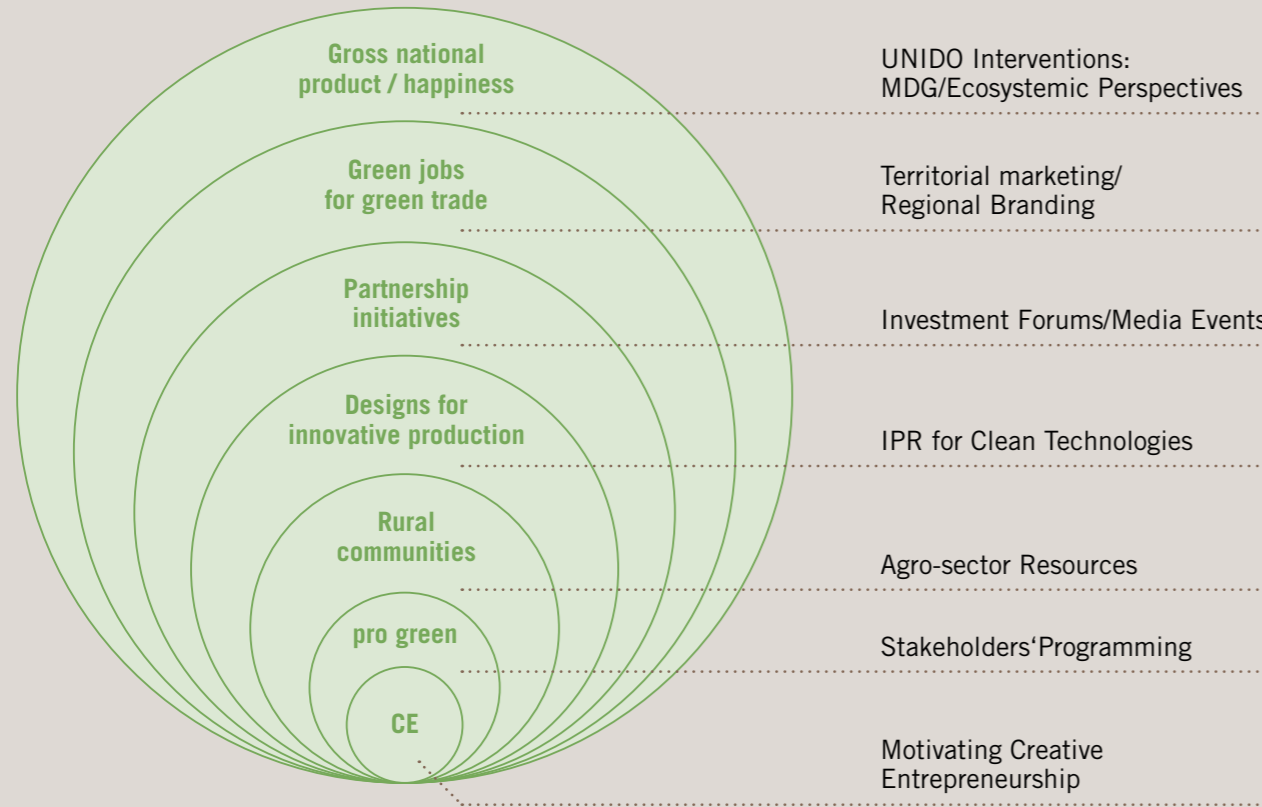 Gross national
product / happiness
UNIDO Interventions:
MDG/Ecosystemic Perspectives
Green jobs
for green trade
Territorial marketing/
Regional Branding
Partnership
initiatives
Investment Forums/Media Events
Designs for
innovative production
IPR for Clean Technologies
Rural
communities
Agro-sector Resources
pro green
Stakeholders‘Programming
CE
Motivating Creative
Entrepreneurship